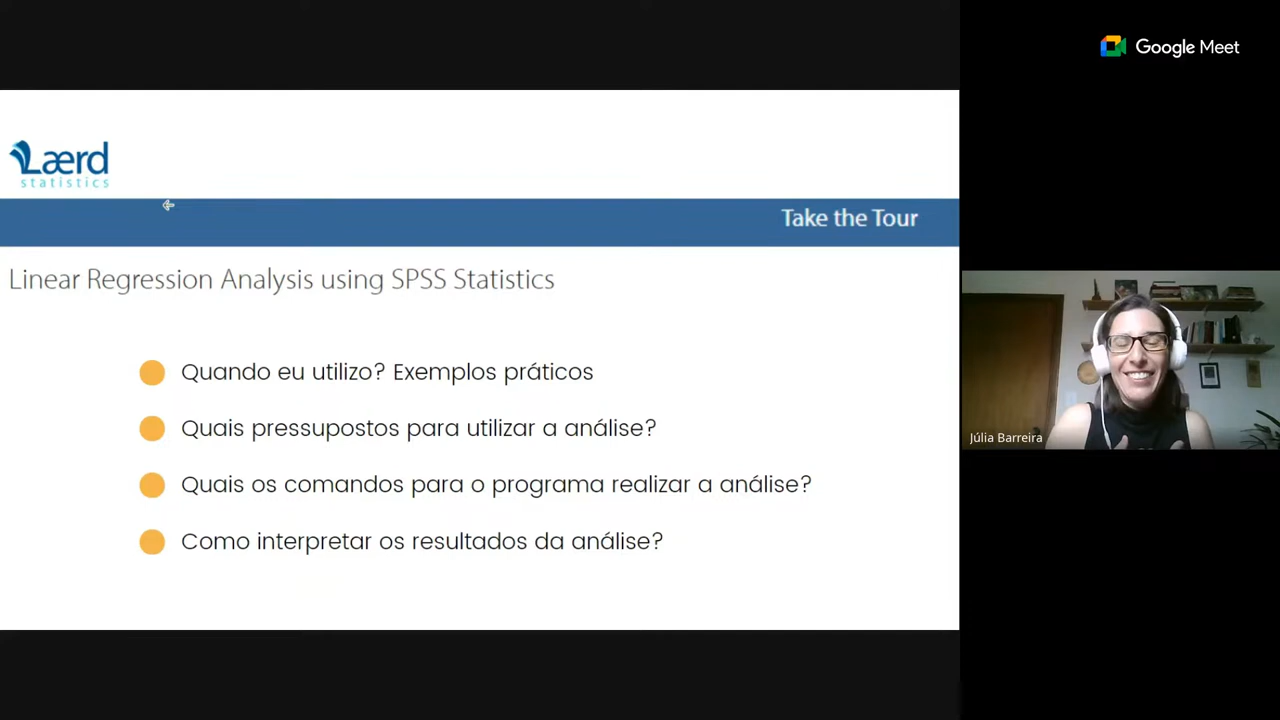 Google Meet
Lærd
statistics
Take the Tour
Linear Regression Analysis using SPSS Statistics
Quando eu utilizo? Exemplos práticos
Quais pressupostos para utilizar a análise?
Quais os comandos para o programa realizar a análise?
Como interpretar os resultados da análise?
Júlia Barreira